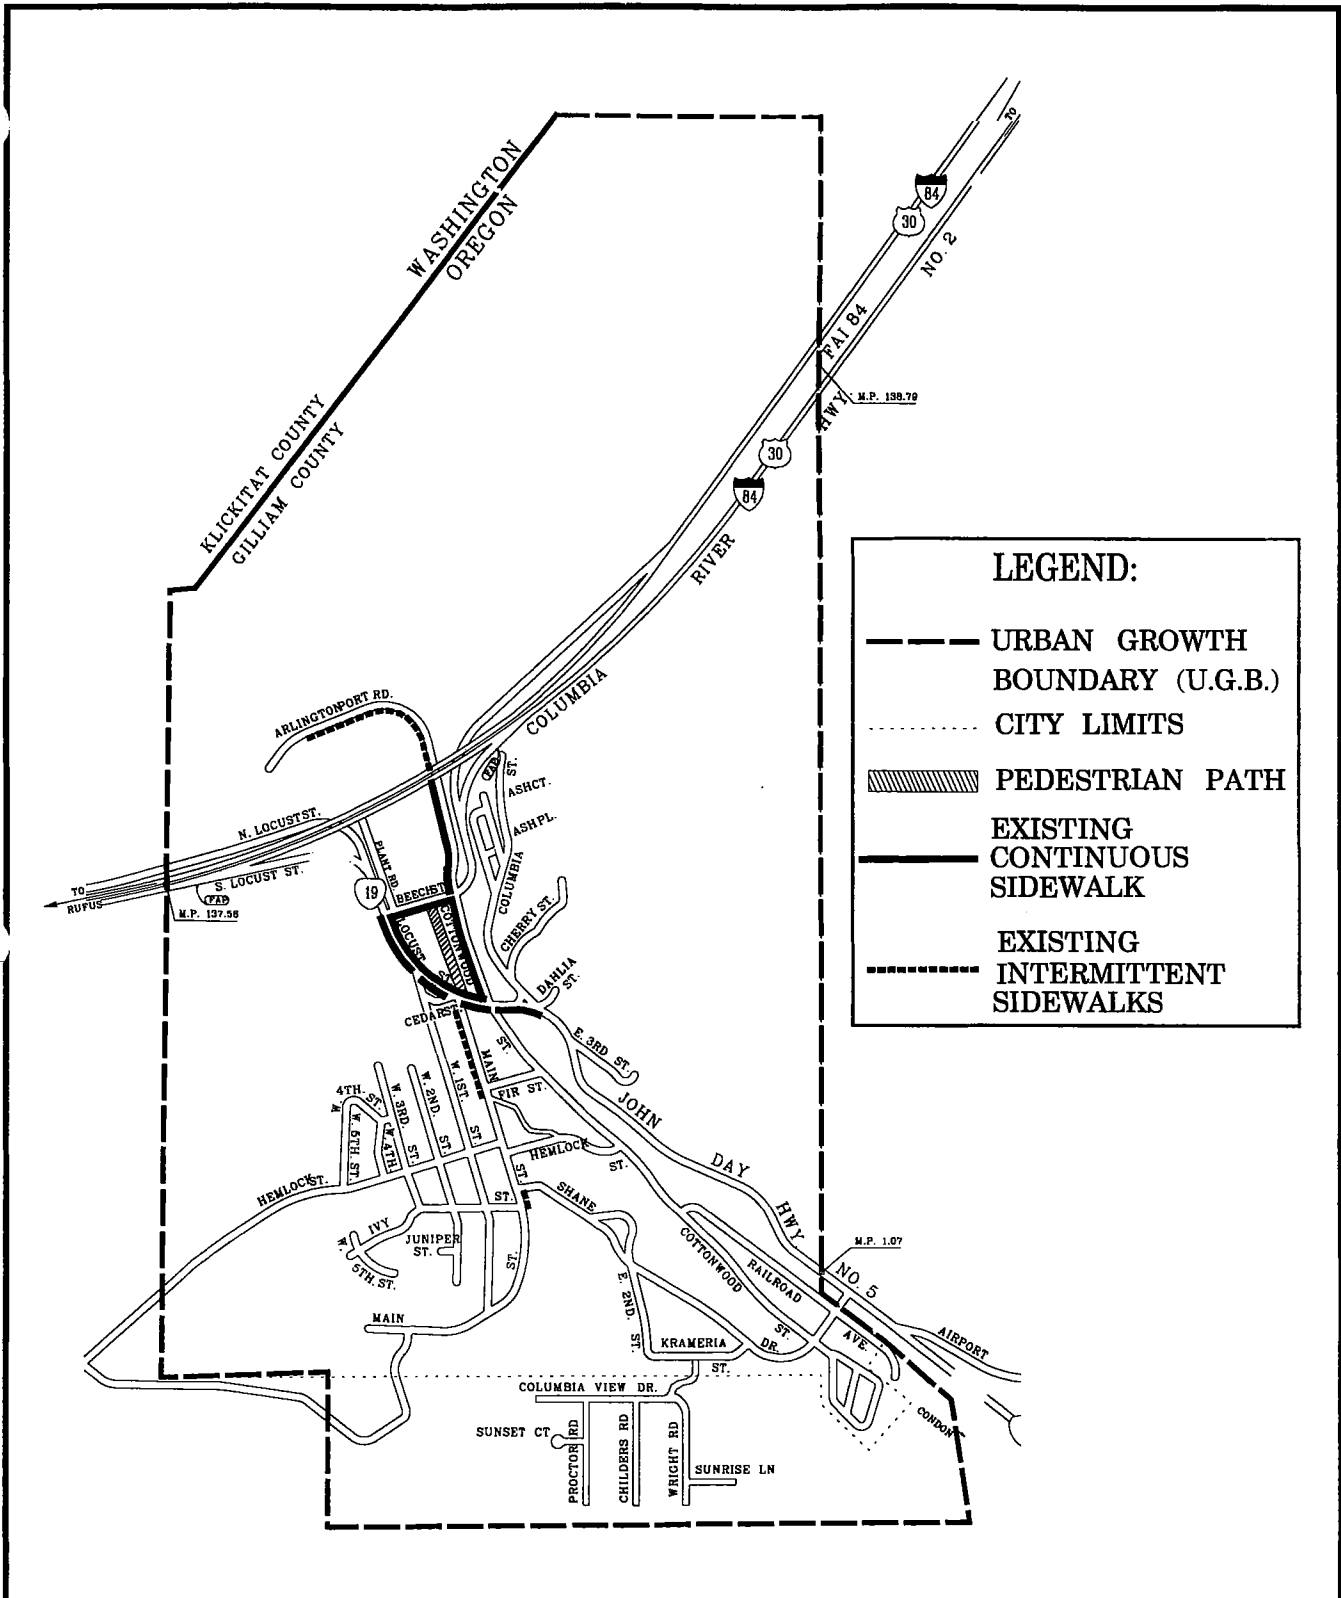 WASHINGTON
OREGON
KLICKITAT COUNTY
GILLIAM COUNTY
TO
84
30
NO. 2
FAI 84
HWY
M.P. 138.79
30
84
RIVER
COLUMBIA
LEGEND:
URBAN GROWTH
BOUNDARY (U.G.B.)
CITY LIMITS
PEDESTRIAN PATH
EXISTING
CONTINUOUS
SIDEWALK
EXISTING
INTERMITTENT
SIDEWALKS
ARLINGTON PORT RD.
FAP
ST.
ASH CT.
ASH PL.
COLUMBIA
N. LOCUST ST.
PLANT RD.
S. LOCUST ST.
FAP
TO
RUFUS
M.P. 137.56
19
BEECH ST.
LOCUST
ST.
COTTONWOOD
CHERRY ST.
DAHLIA
ST.
CEDAR ST.
ST.
E. 3RD ST.
MAIN
FIR ST.
JOHN
DAY
HWY
NO. 5
M.P. 1.07
W. 1ST.
ST.
W. 2ND.
ST.
W. 3RD.
ST.
W. 4TH. ST.
W. 4TH.
W. 5TH. ST.
HEMLOCK
ST.
HEMLOCK ST.
ST.
ST.
SHANE
IVY
W. 5TH. ST.
JUNIPER
ST.
ST.
MAIN
COTTONWOOD
ST.
RAILROAD
AVE.
E. 2ND.
ST.
KRAMERIA
DR.
ST.
AIRPORT
CONDON
COLUMBIA VIEW DR.
SUNSET CT
PROCTOR RD
CHILDERS RD
WRIGHT RD
SUNRISE LN